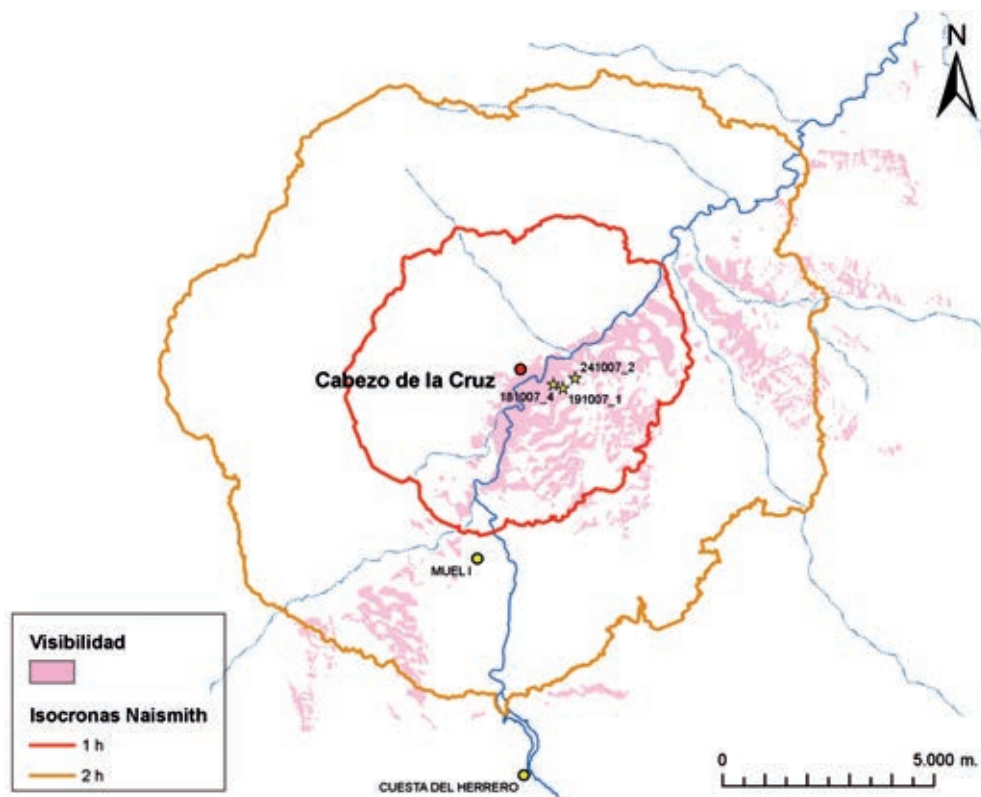 N
241007_2
Cabezo de la Cruz
181007_4
191007_1
MUEL I
Visibilidad
Isocronas Naismith
1 h
2 h
CUESTA DEL HERRERO
0
5.000 m.